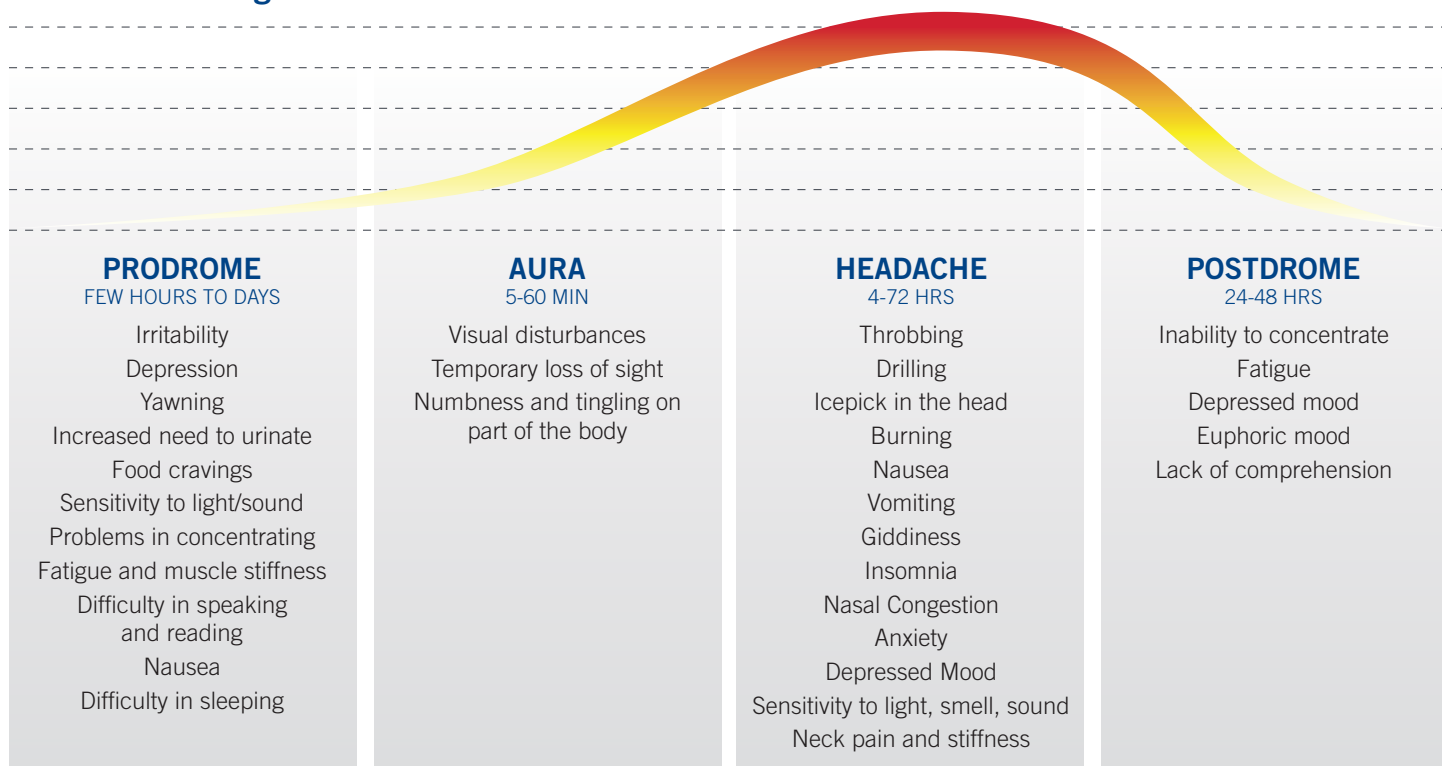 PRODROME
FEW HOURS TO DAYS
Irritability
Depression
Yawning
Increased need to urinate
Food cravings
Sensitivity to light/sound
Problems in concentrating
Fatigue and muscle stiffness
Difficulty in speaking
and reading
Nausea
Difficulty in sleeping
AURA
5-60 MIN
Visual disturbances
Temporary loss of sight
Numbness and tingling on
part of the body
HEADACHE
4-72 HRS
Throbbing
Drilling
Icepick in the head
Burning
Nausea
Vomiting
Giddiness
Insomnia
Nasal Congestion
Anxiety
Depressed Mood
Sensitivity to light, smell, sound
Neck pain and stiffness
POSTDROME
24-48 HRS
Inability to concentrate
Fatigue
Depressed mood
Euphoric mood
Lack of comprehension